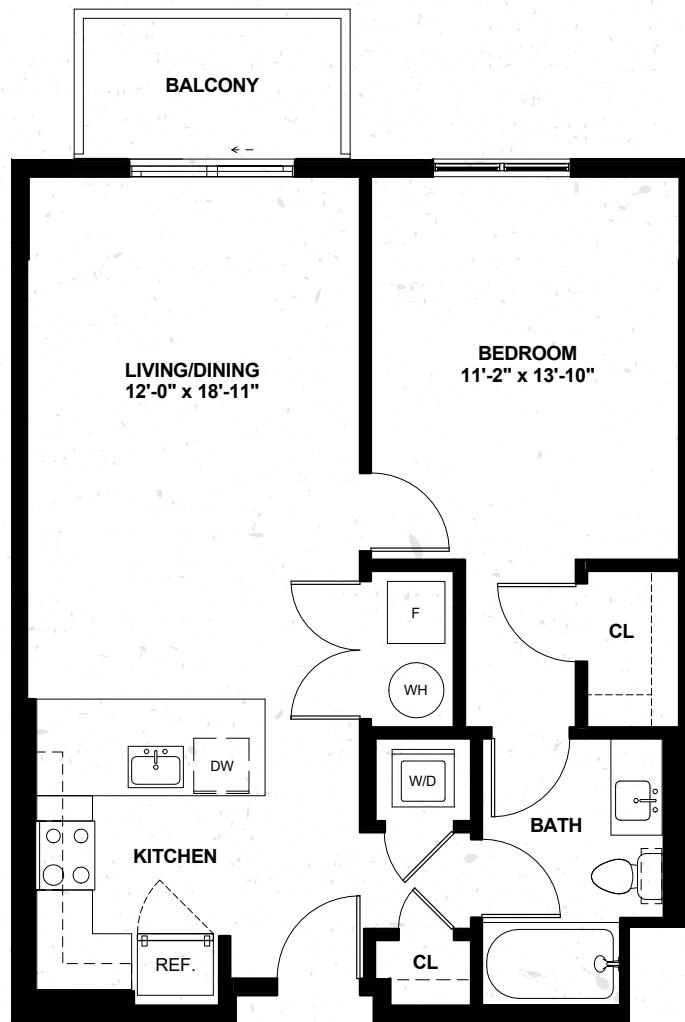 BALCONY
LIVING/DINING
12'-0" x 18'-11"
BEDROOM
11'-2" x 13'-10"
F
CL
WH
DW
W/D
BATH
KITCHEN
REF.
CL